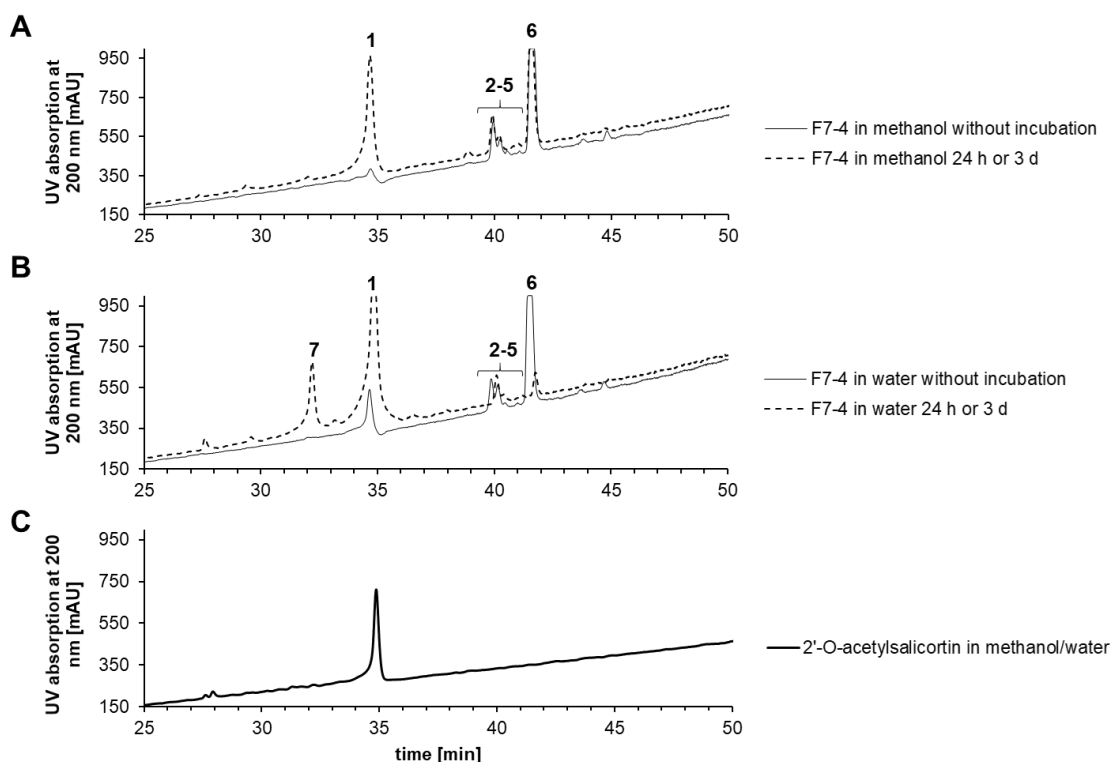 A
UV absorption at
200 nm [mAU]
950
750
550
350
150
1
2-5
6
25 30 35 40 45 50
F7-4 in methanol without incubation
F7-4 in methanol 24 h or 3 d
B
UV absorption at
200 nm [mAU]
950
750
550
350
150
7
1
2-5
6
25 30 35 40 45 50
F7-4 in water without incubation
F7-4 in water 24 h or 3 d
C
UV absorption at 200
nm [mAU]
950
750
550
350
150
25 30 35 40 45 50
time [min]
2'-O-acetylsalicortin in methanol/water